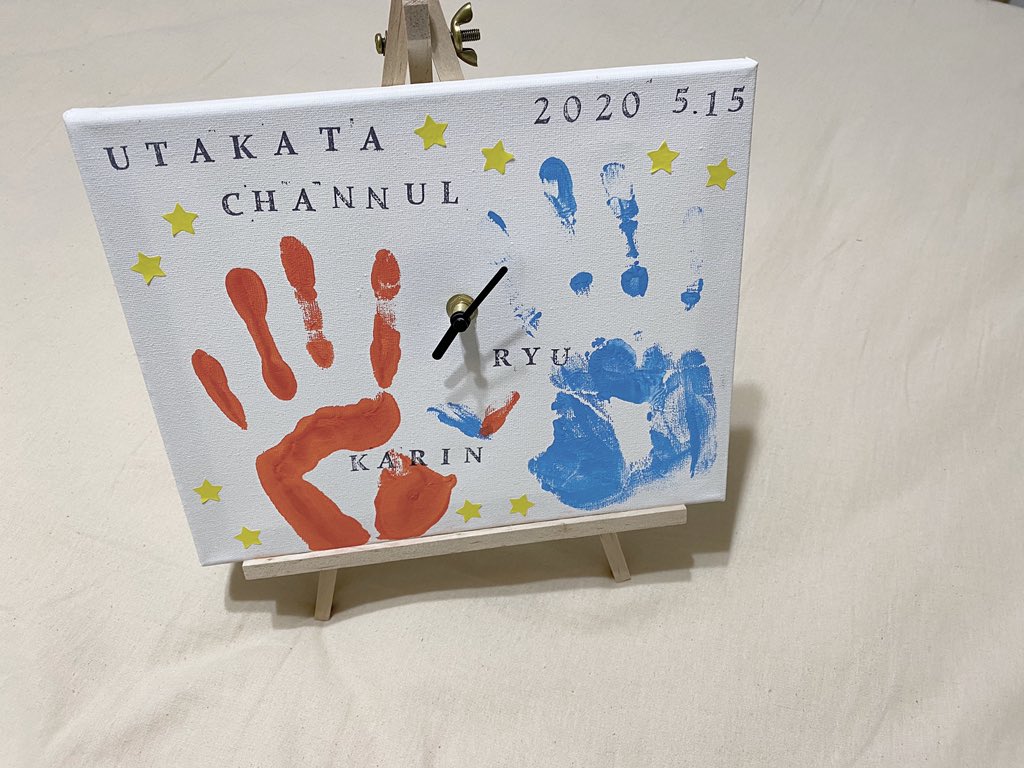 UTAKATA
CHANNUL
2020 5.15
RYU
KARIN